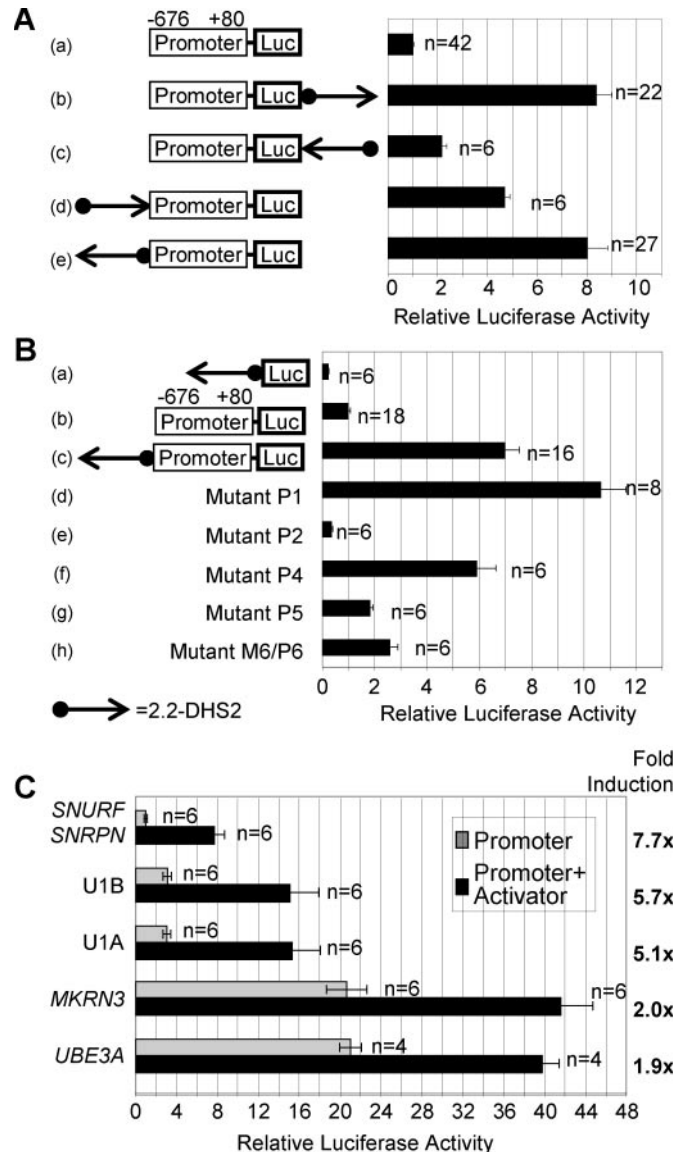 A
-676 +80
(a) Promoter Luc n=42
(b) Promoter Luc n=22
(c) Promoter Luc n=6
(d) Promoter Luc n=6
(e) Promoter Luc n=27
0 2 4 6 8 10
Relative Luciferase Activity
B
(a) Luc n=6
-676 +80
(b) Promoter Luc n=18
(c) Promoter Luc n=16
(d) Mutant P1 n=8
(e) Mutant P2 n=6
(f) Mutant P4 n=6
(g) Mutant P5 n=6
(h) Mutant M6/P6 n=6
0 2 4 6 8 10 12
=2.2-DHS2
Relative Luciferase Activity
Fold
Induction
C
SNURF n=6
SNRPN n=6 7.7x
Promoter
Promoter+
Activator
U1B n=6 n=6 5.7x
U1A n=6 n=6 5.1x
MKRN3 n=6 n=6 2.0x
UBE3A n=4 n=4 1.9x
0 4 8 12 16 20 24 28 32 36 40 44 48
Relative Luciferase Activity